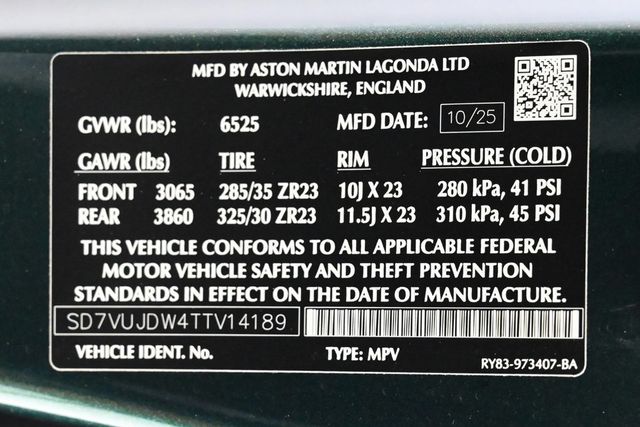 MFD BY ASTON MARTIN LAGONDA LTD
WARWICKSHIRE, ENGLAND
GVWR (lbs): 6525 MFD DATE: 10/25
GAWR (lbs) TIRE RIM PRESSURE (COLD)
FRONT 3065 285/35 ZR23 10J X 23 280 kPa, 41 PSI
REAR 3860 325/30 ZR23 11.5J X 23 310 kPa, 45 PSI
THIS VEHICLE CONFORMS TO ALL APPLICABLE FEDERAL
MOTOR VEHICLE SAFETY AND THEFT PREVENTION
STANDARDS IN EFFECT ON THE DATE OF MANUFACTURE.
SD7VUJDW4TTV14189
VEHICLE IDENT. No. TYPE: MPV RY83-973407-BA